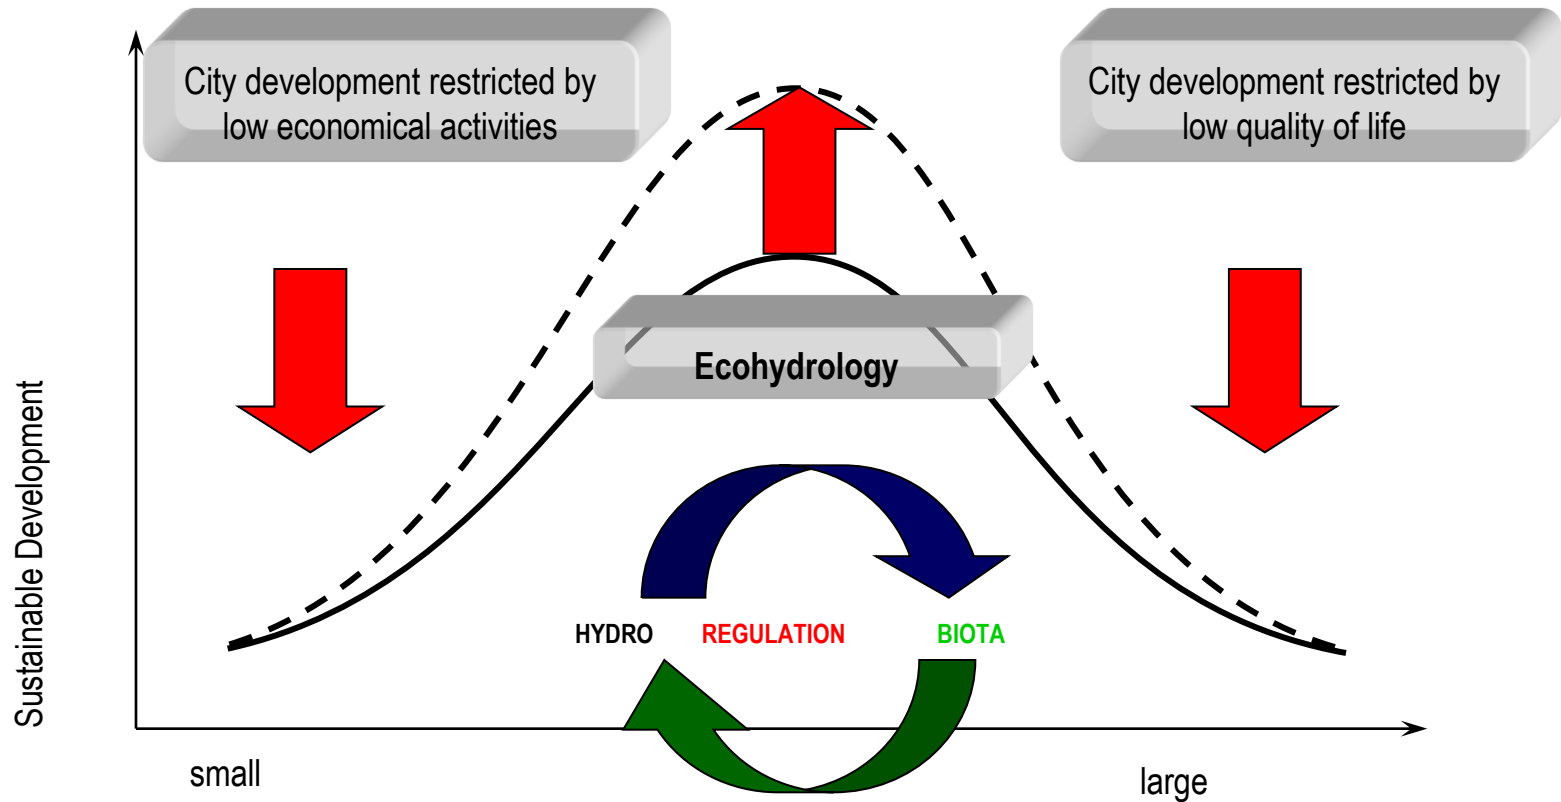 City development restricted by
low economical activities
City development restricted by
low quality of life
Ecohydrology
Sustainable Development
HYDRO REGULATION BIOTA
small
large